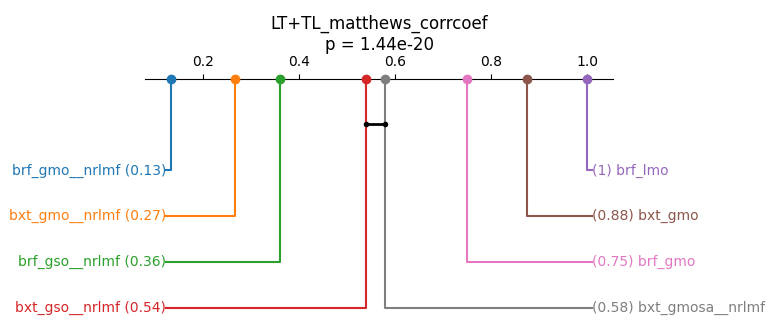 LT+TL_matthews_corrcoef
p = 1.44e-20
0.2 0.4 0.6 0.8 1.0
brf_gmo__nrlmf (0.13) (1) brf_lmo
bxt_gmo__nrlmf (0.27) (0.88) bxt_gmo
brf_gso__nrlmf (0.36) (0.75) brf_gmo
bxt_gso__nrlmf (0.54) (0.58) bxt_gmosa__nrlmf